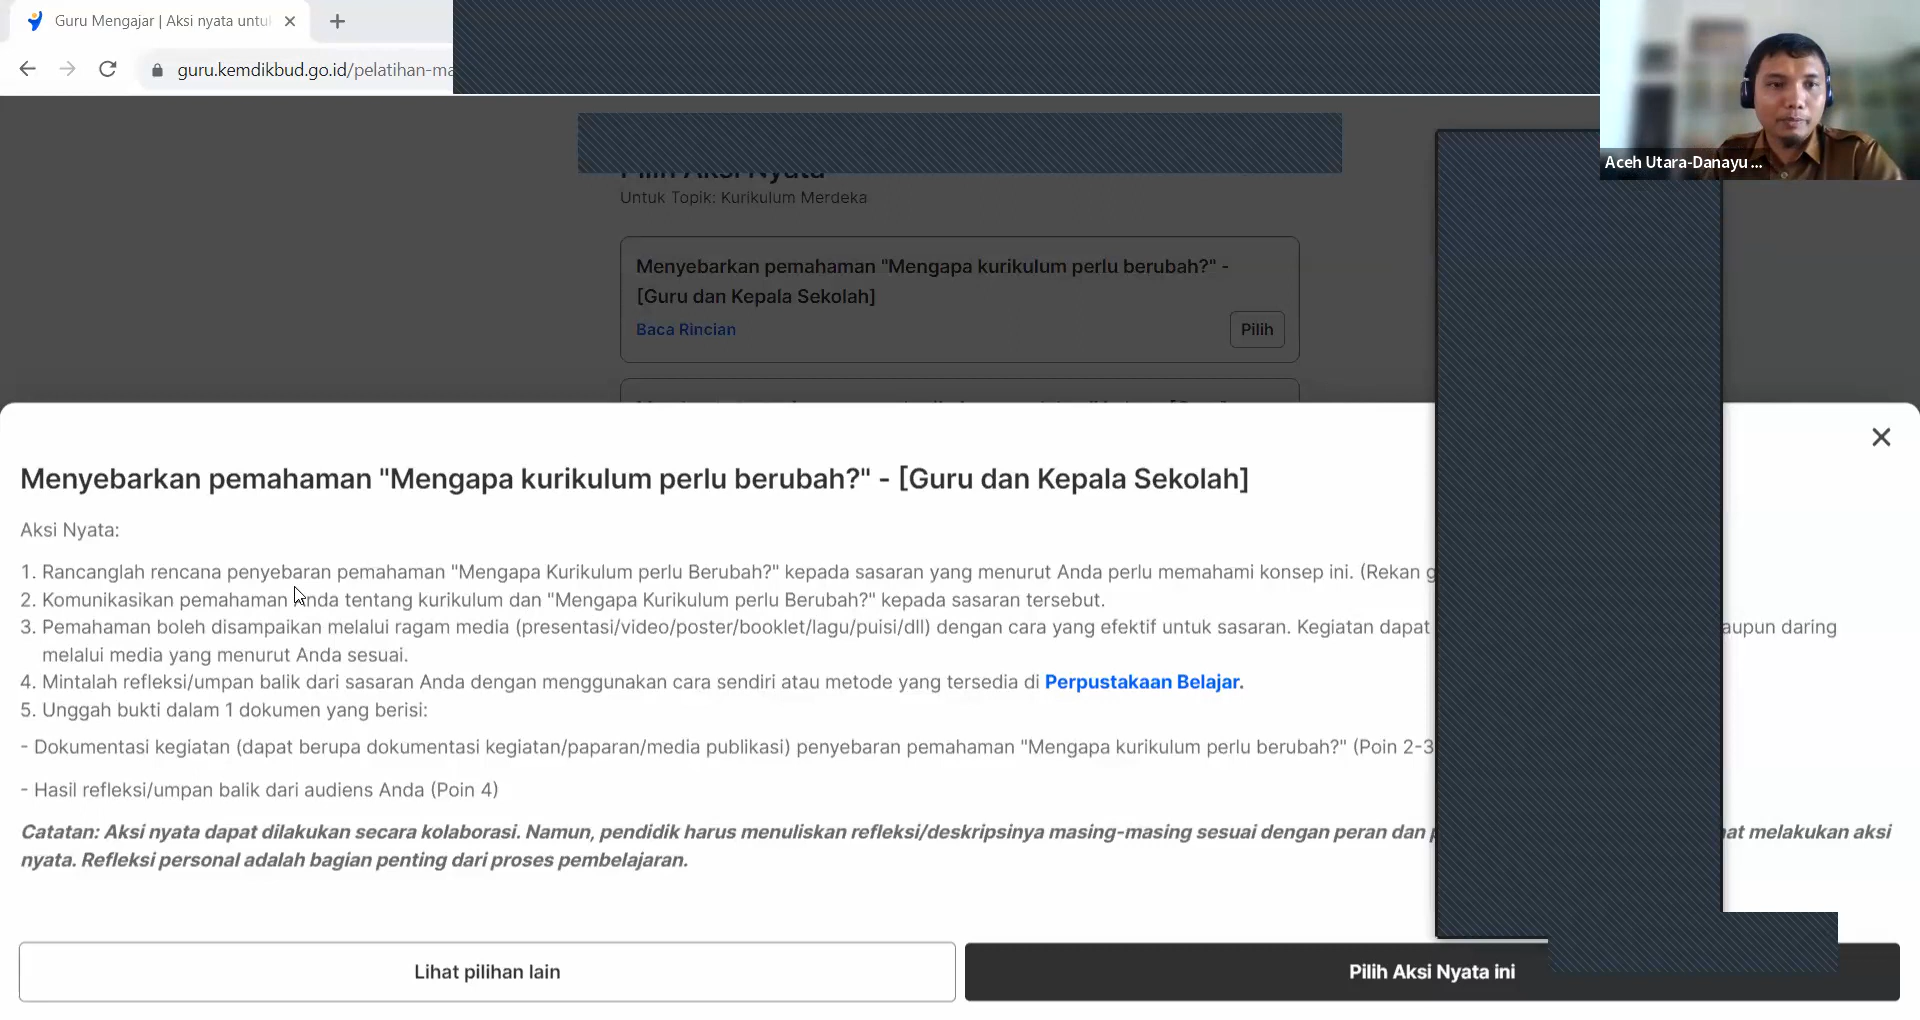 Guru Mengajar | Aksi nyata untu
guru.kemdikbud.go.id/pelatihan-ma
Aceh Utara-Danayu ...
Pilih Aksi Nyata
Untuk Topik: Kurikulum Merdeka
Menyebarkan pemahaman "Mengapa kurikulum perlu berubah?" -
[Guru dan Kepala Sekolah]
Baca Rincian
Pilih
Menyebarkan pemahaman "Mengapa kurikulum perlu berubah?" - [Guru dan Kepala Sekolah]
Aksi Nyata:
1. Rancanglah rencana penyebaran pemahaman "Mengapa Kurikulum perlu Berubah?" kepada sasaran yang menurut Anda perlu memahami konsep ini. (Rekan
2. Komunikasikan pemahaman Anda tentang kurikulum dan "Mengapa Kurikulum perlu Berubah?" kepada sasaran tersebut.
3. Pemahaman boleh disampaikan melalui ragam media (presentasi/video/poster/booklet/lagu/puisi/dll) dengan cara yang efektif untuk sasaran. Kegiatan dapat aupun daring
melalui media yang menurut Anda sesuai.
4. Mintalah refleksi/umpan balik dari sasaran Anda dengan menggunakan cara sendiri atau metode yang tersedia di Perpustakaan Belajar.
5. Unggah bukti dalam 1 dokumen yang berisi:
- Dokumentasi kegiatan (dapat berupa dokumentasi kegiatan/paparan/media publikasi) penyebaran pemahaman "Mengapa kurikulum perlu berubah?" (Poin 2-3
- Hasil refleksi/umpan balik dari audiens Anda (Poin 4)
Catatan: Aksi nyata dapat dilakukan secara kolaborasi. Namun, pendidik harus menuliskan refleksi/deskripsinya masing-masing sesuai dengan peran dan at melakukan aksi
nyata. Refleksi personal adalah bagian penting dari proses pembelajaran.
Lihat pilihan lain
Pilih Aksi Nyata ini